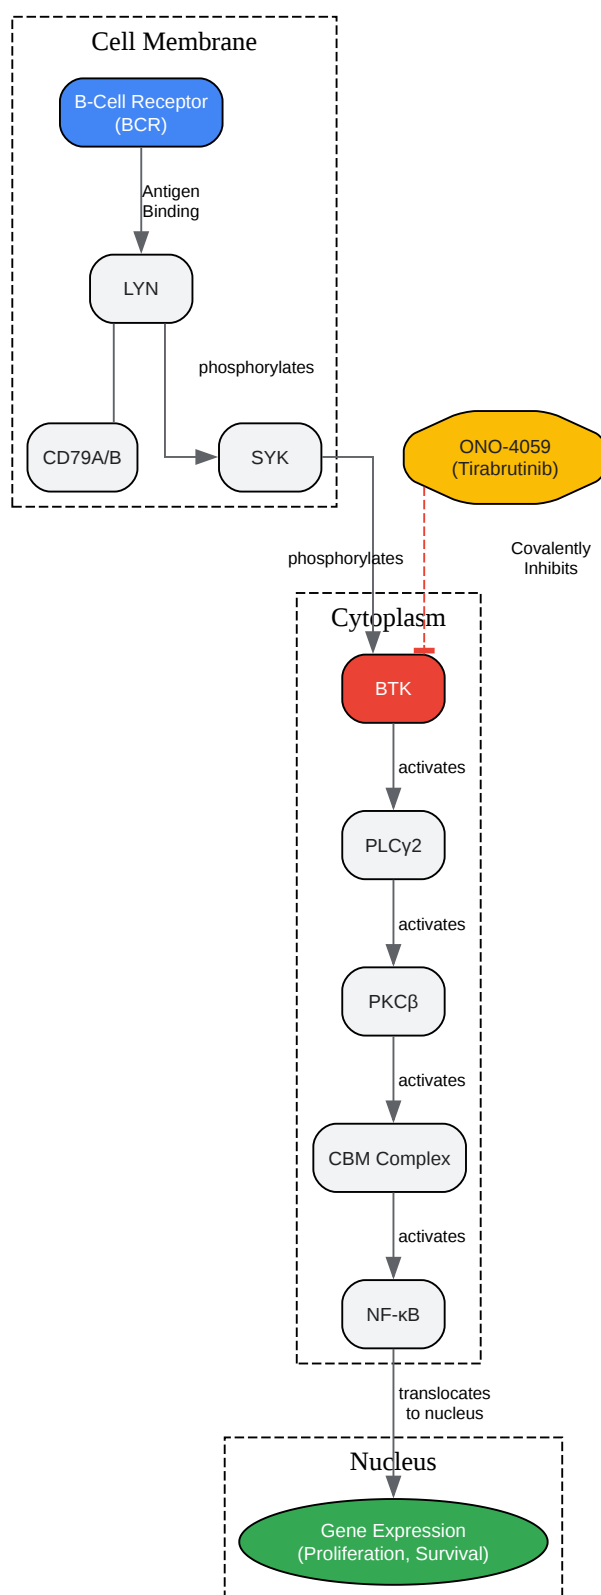 Cell Membrane
B-Cell Receptor
(BCR)
Antigen
Binding
LYN
phosphorylates
CD79A/B
SYK
ONO-4059
(Tirabrutinib)
Covalently
Inhibits
phosphorylates
Cytoplasm
BTK
activates
PLCγ2
activates
PKCβ
activates
CBM Complex
activates
NF-κB
translocates
to nucleus
Nucleus
Gene Expression
(Proliferation, Survival)